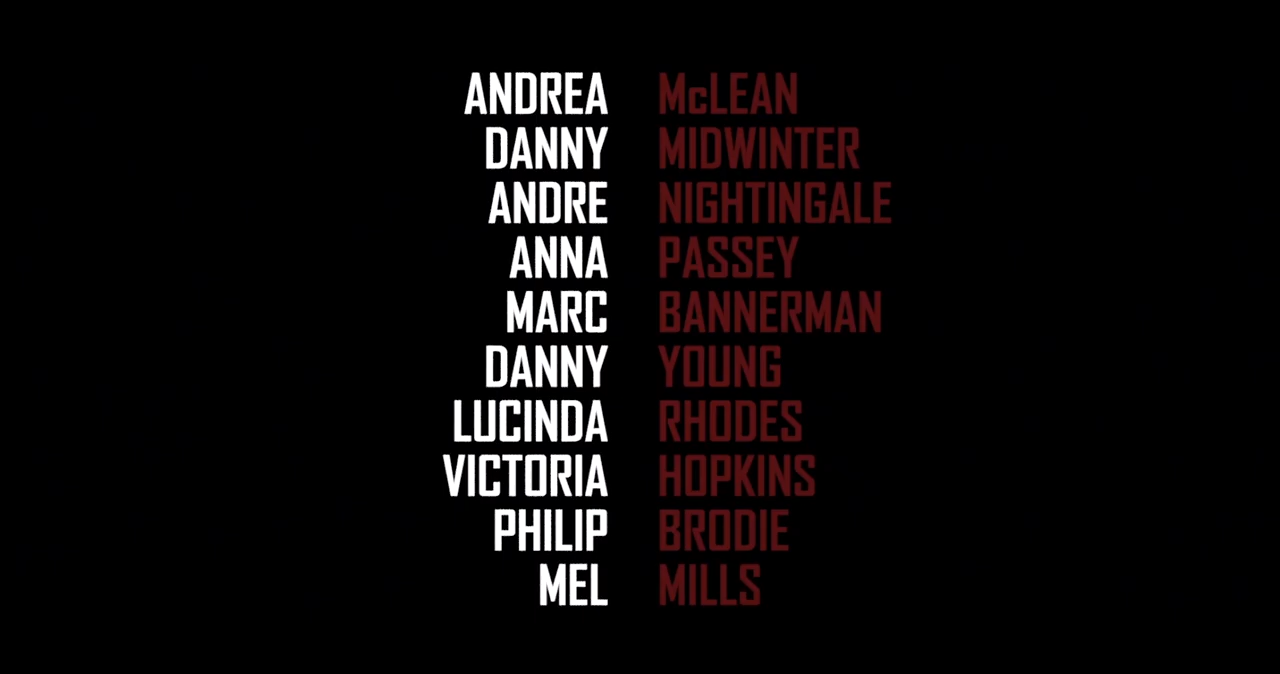 ANDREA McLEAN
DANNY MIDWINTER
ANDRE NIGHTINGALE
ANNA PASSEY
MARC BANNERMAN
DANNY YOUNG
LUCINDA RHODES
VICTORIA HOPKINS
PHILIP BRODIE
MEL MILLS